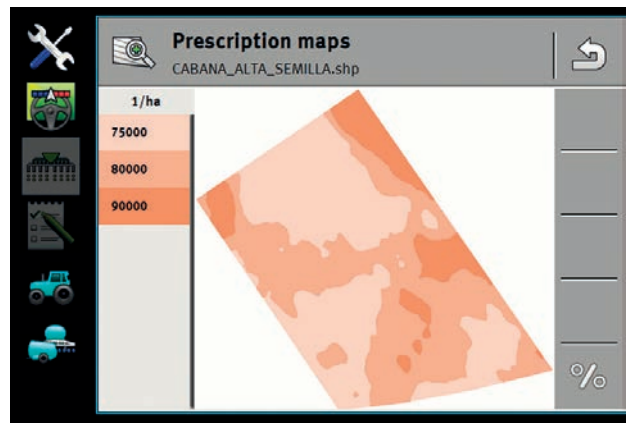 Prescription maps
CABANA_ALTA_SEMILLA.shp
1/ha
75000
80000
90000
%